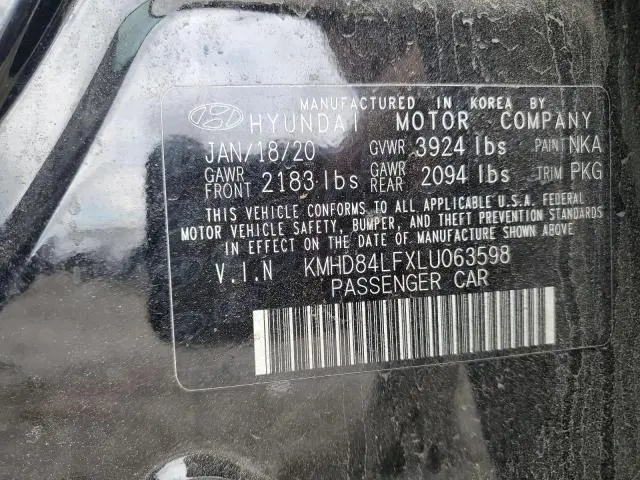 MANUFACTURED IN KOREA BY
HYUNDAI MOTOR COMPANY
JAN/18/20 GVWR 3924 lbs PAINT NKA
GAWR FRONT 2183 lbs GAWR REAR 2094 lbs TRIM PKG
THIS VEHICLE CONFORMS TO ALL APPLICABLE U.S.A. FEDERAL
MOTOR VEHICLE SAFETY, BUMPER, AND THEFT PREVENTION STANDARDS
IN EFFECT ON THE DATE OF MANUFACTURE SHOWN ABOVE.
V.I.N KMHD84LFXLU063598
PASSENGER CAR